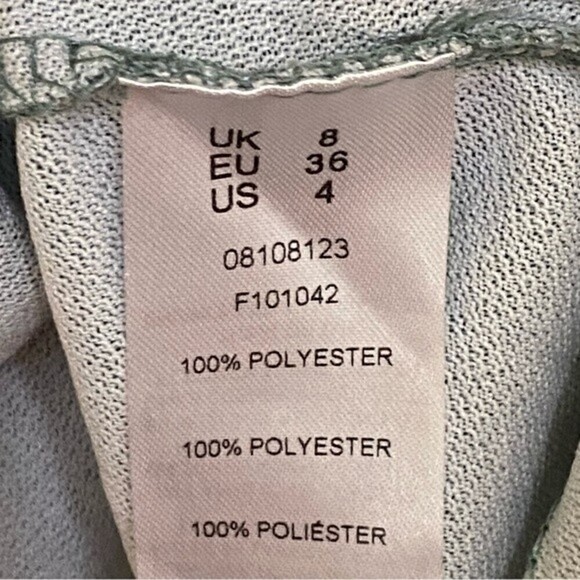 UK 8
EU 36
US 4
08108123
F101042
100% POLYESTER
100% POLYESTER
100% POLIÉSTER